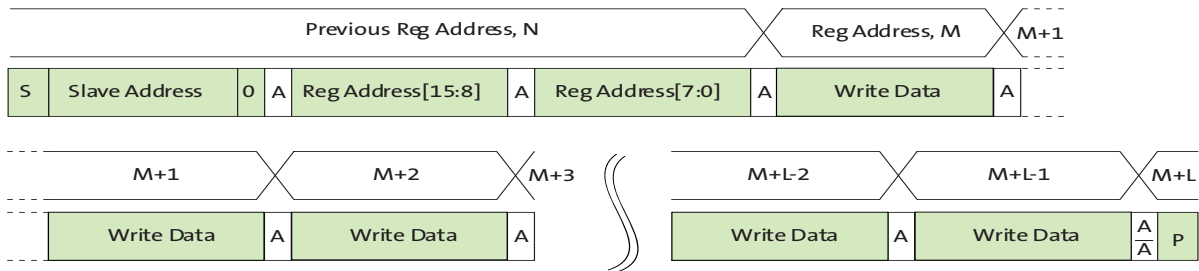 Previous Reg Address, N Reg Address, M M+1
S Slave Address 0 A Reg Address[15:8] A Reg Address[7:0] A Write Data A
M+1 M+2 M+3 M+L-2 M+L-1 M+L
Write Data A Write Data A Write Data A Write Data A/A̅ P